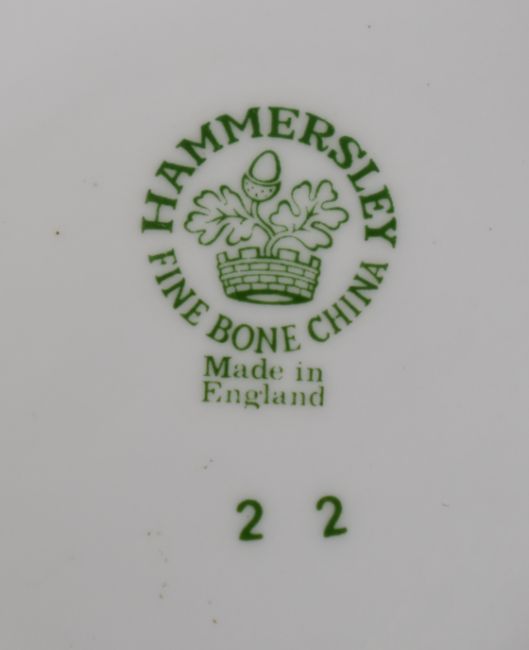 HAMMERSLEY
FINE BONE CHINA
Made in
England
2 2